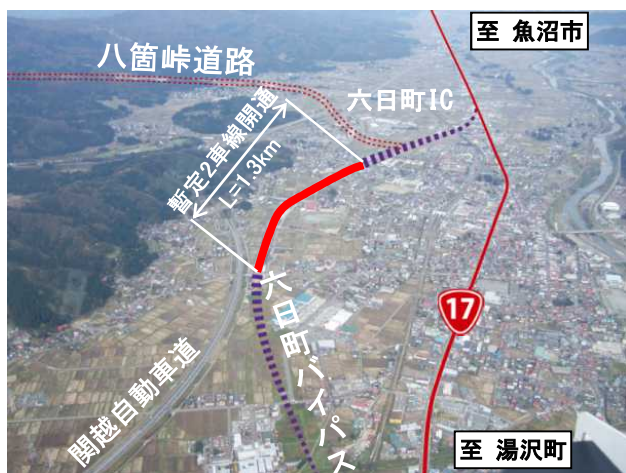 至 魚沼市
八箇峠道路
六日町IC
暫定2車線開通
L=1.3km
17
六日町バイパス
関越自動車道
至 湯沢町